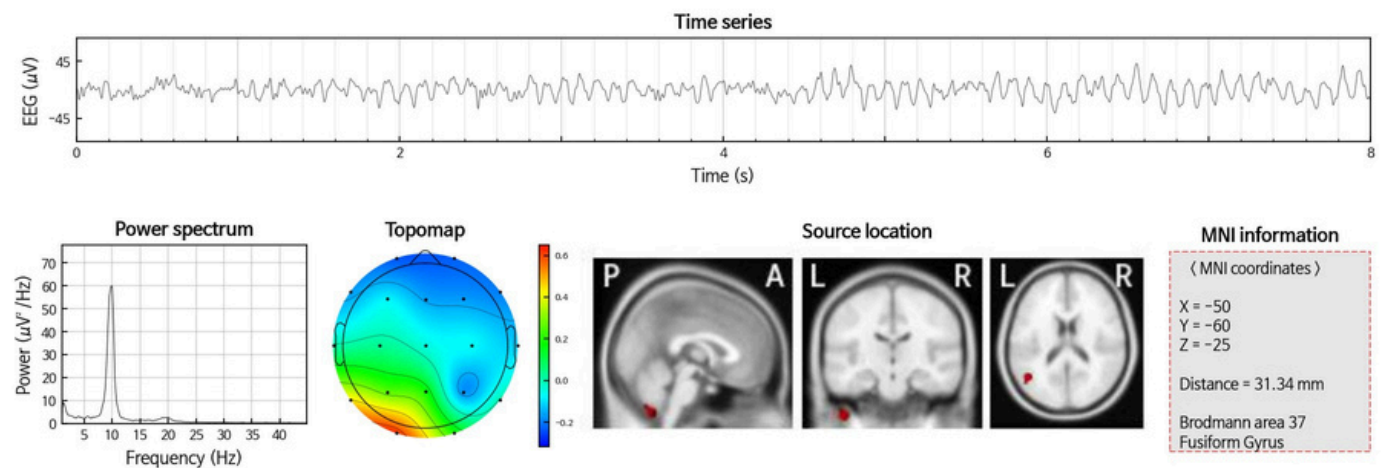 Time series
EEG (μV)
45
-45
0
2
4
6
8
Time (s)
Power spectrum
Power (μV²/Hz)
70
60
50
40
30
20
10
0
5
10
15
20
25
30
35
40
Frequency (Hz)
Topomap
0.6
0.4
0.2
0.0
-0.2
Source location
P
A
L
R
L
R
MNI information
⟨ MNI coordinates ⟩
X = −50
Y = −60
Z = −25
Distance = 31.34 mm
Brodmann area 37
Fusiform Gyrus